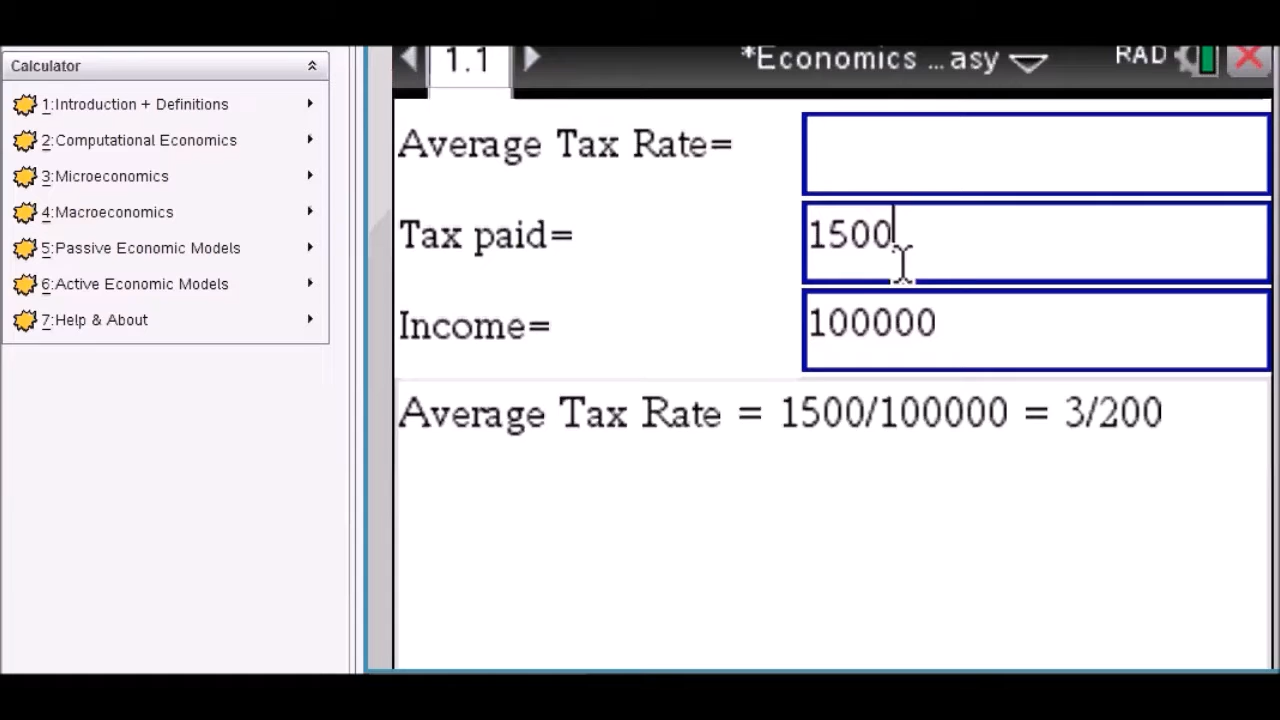 Calculator
1:Introduction + Definitions
2:Computational Economics
3:Microeconomics
4:Macroeconomics
5:Passive Economic Models
6:Active Economic Models
7:Help & About
1.1
*Economics ...asy
RAD
Average Tax Rate=
Tax paid= 1500
Income= 100000
Average Tax Rate = 1500/100000 = 3/200